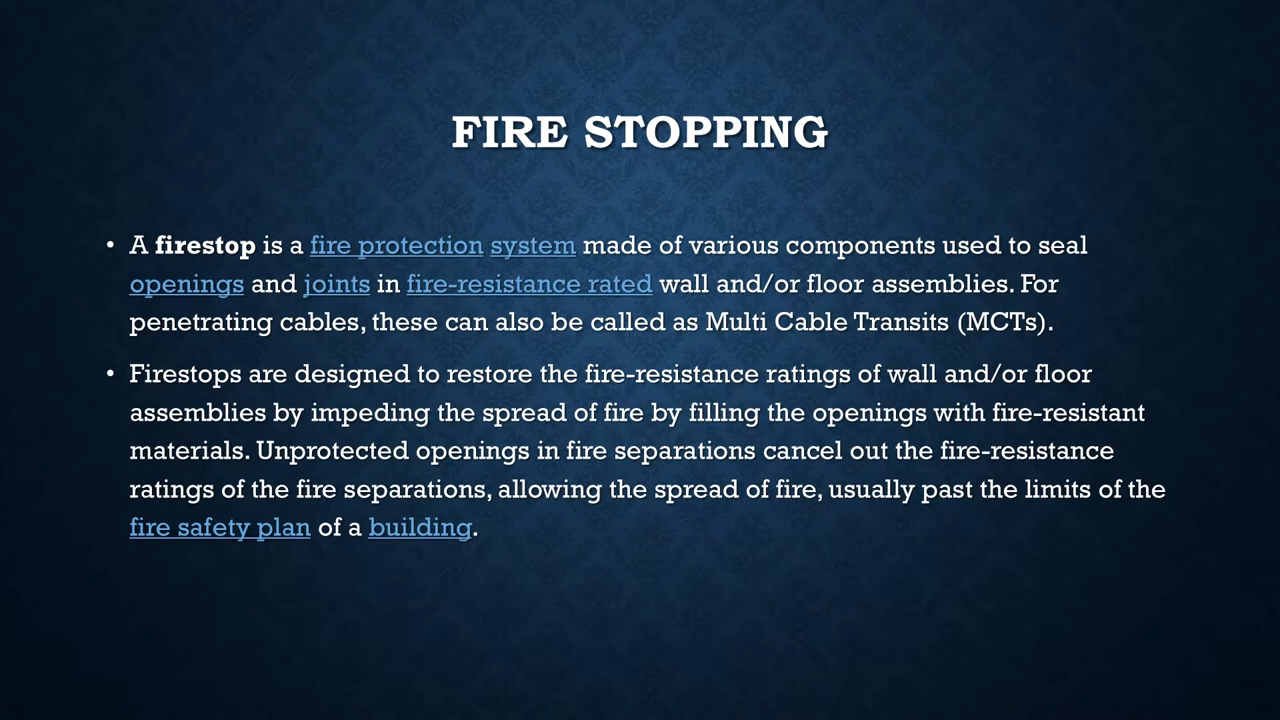 FIRE STOPPING
• A firestop is a fire protection system made of various components used to seal
openings and joints in fire-resistance rated wall and/or floor assemblies. For
penetrating cables, these can also be called as Multi Cable Transits (MCTs).
• Firestops are designed to restore the fire-resistance ratings of wall and/or floor
assemblies by impeding the spread of fire by filling the openings with fire-resistant
materials. Unprotected openings in fire separations cancel out the fire-resistance
ratings of the fire separations, allowing the spread of fire, usually past the limits of the
fire safety plan of a building.